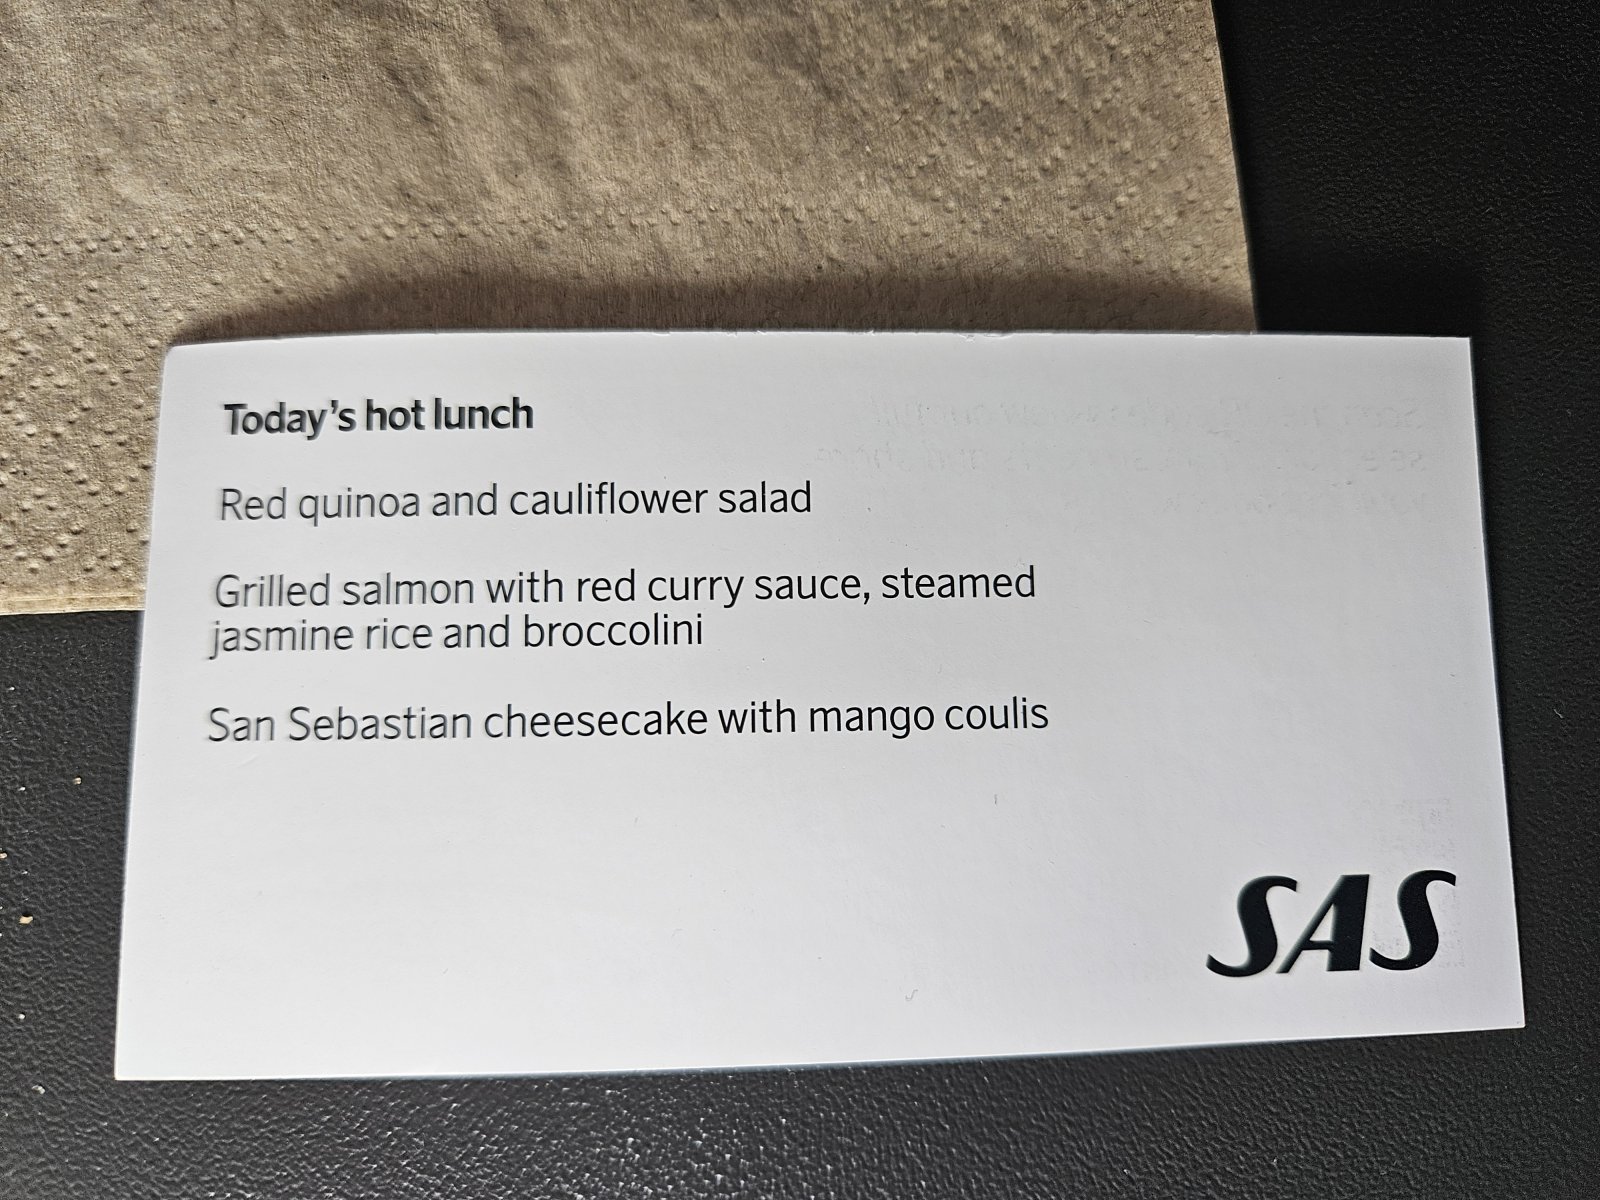 Today's hot lunch
Red quinoa and cauliflower salad
Grilled salmon with red curry sauce, steamed
jasmine rice and broccolini
San Sebastian cheesecake with mango coulis
SAS